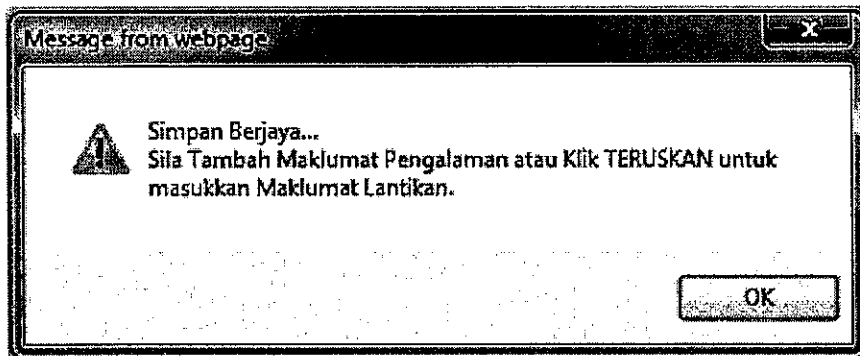 Message from webpage
Simpan Berjaya...
Sila Tambah Maklumat Pengalaman atau Klik TERUSKAN untuk
masukkan Maklumat Lantikan.
OK